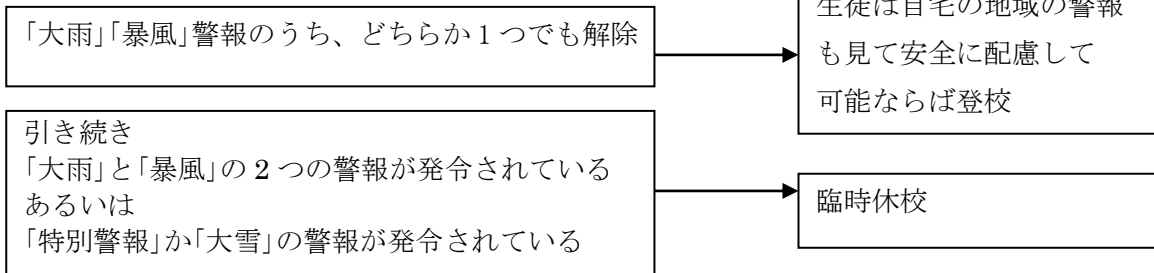 「大雨」「暴風」警報のうち、どちらか１つでも解除
生徒は自宅の地域の警報
も見て安全に配慮して
可能ならば登校
引き続き
「大雨」と「暴風」の 2 つの警報が発令されている
あるいは
「特別警報」か「大雪」の警報が発令されている
臨時休校